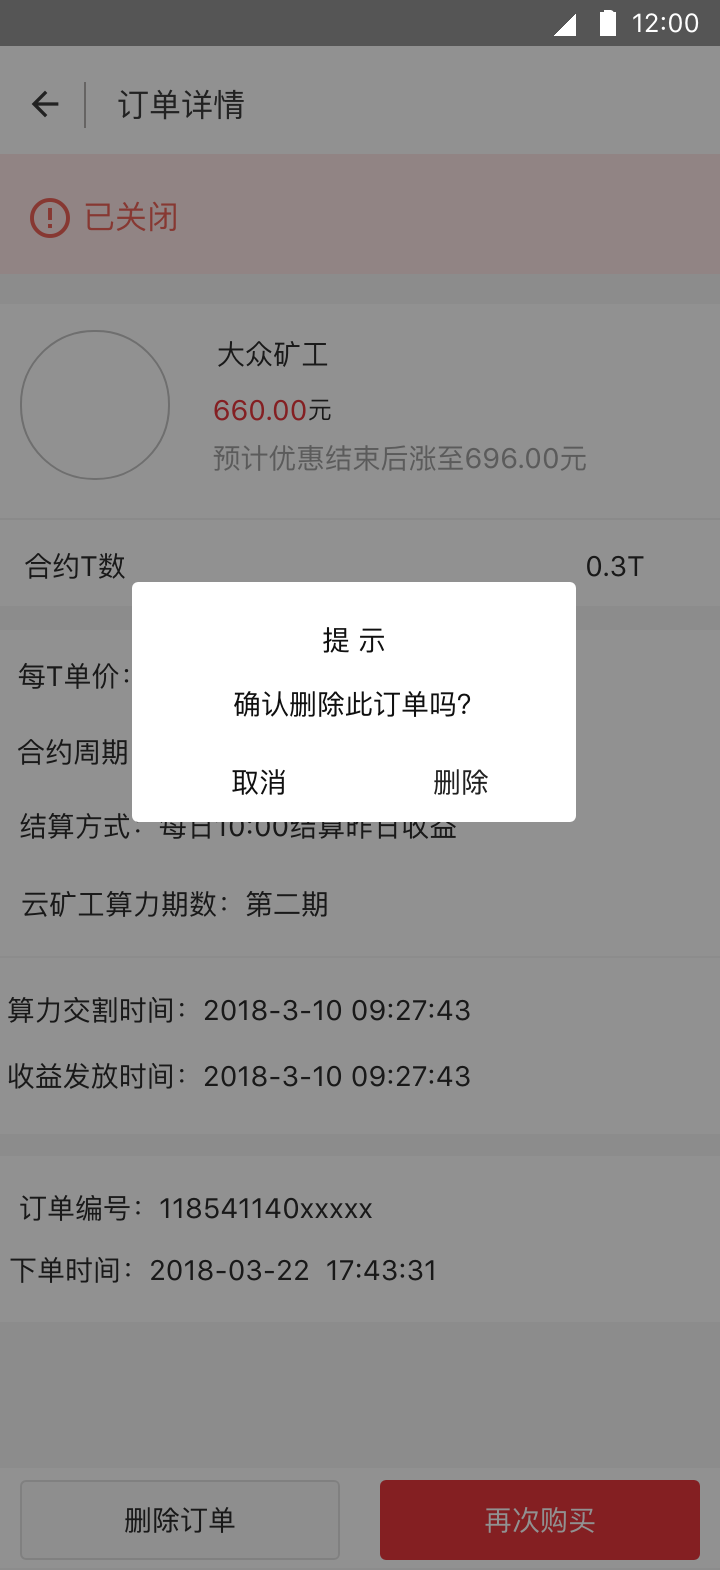 12:00
订单详情
已关闭
大众矿工
660.00元
预计优惠结束后涨至696.00元
合约T数 0.3T
提 示
每T单价：
确认删除此订单吗?
合约周期
取消 删除
结算方式：每日10:00结算昨日收益
云矿工算力期数：第二期
算力交割时间：2018-3-10 09:27:43
收益发放时间：2018-3-10 09:27:43
订单编号：118541140xxxxx
下单时间：2018-03-22 17:43:31
删除订单 再次购买